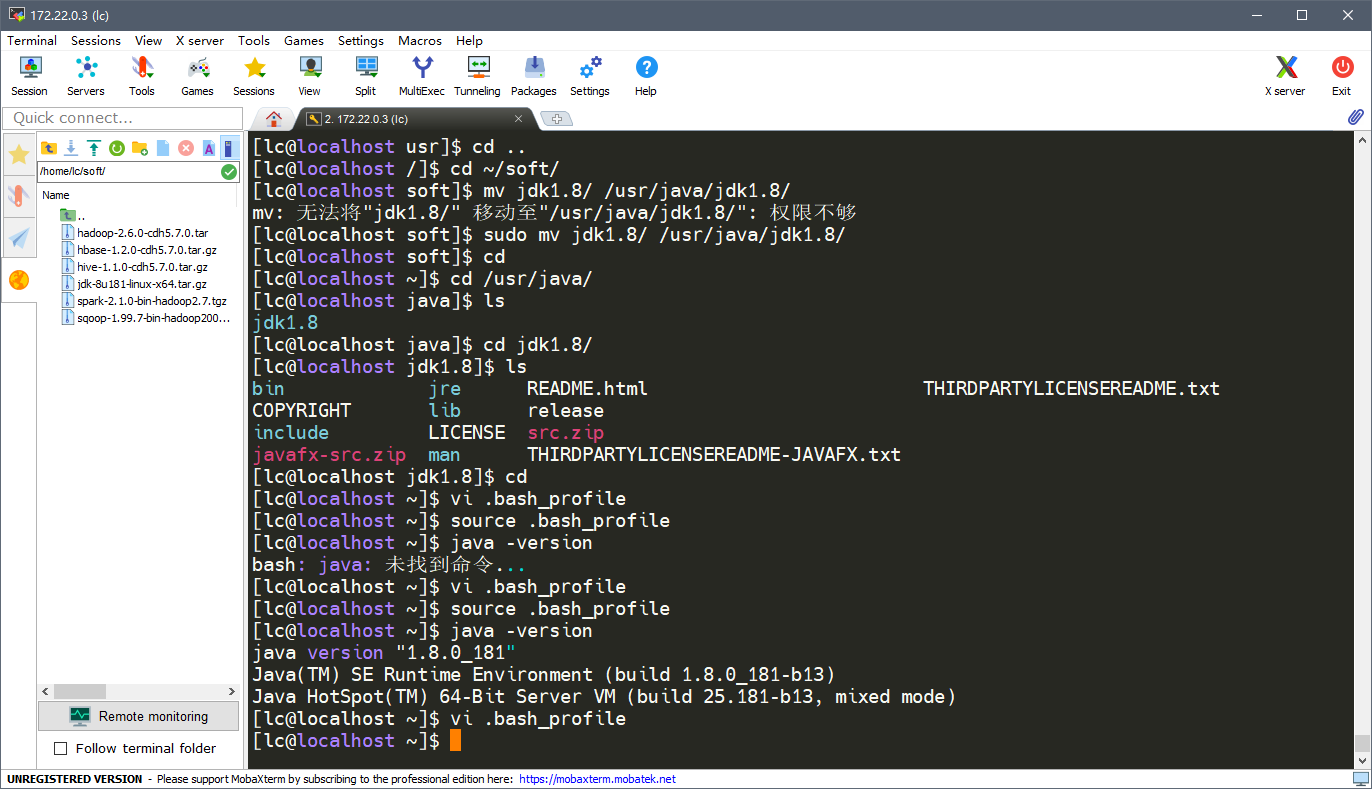 172.22.0.3 (lc)
Terminal Sessions View X server Tools Games Settings Macros Help
Session Servers Tools Games Sessions View Split MultiExec Tunneling Packages Settings Help X server Exit
Quick connect...
2. 172.22.0.3 (lc)
/home/lc/soft/
Name
..
hadoop-2.6.0-cdh5.7.0.tar
hbase-1.2.0-cdh5.7.0.tar.gz
hive-1.1.0-cdh5.7.0.tar.gz
jdk-8u181-linux-x64.tar.gz
spark-2.1.0-bin-hadoop2.7.tgz
sqoop-1.99.7-bin-hadoop200...
Remote monitoring
Follow terminal folder
[lc@localhost usr]$ cd ..
[lc@localhost /]$ cd ~/soft/
[lc@localhost soft]$ mv jdk1.8/ /usr/java/jdk1.8/
mv: 无法将"jdk1.8/" 移动至"/usr/java/jdk1.8/": 权限不够
[lc@localhost soft]$ sudo mv jdk1.8/ /usr/java/jdk1.8/
[lc@localhost soft]$ cd
[lc@localhost ~]$ cd /usr/java/
[lc@localhost java]$ ls
jdk1.8
[lc@localhost java]$ cd jdk1.8/
[lc@localhost jdk1.8]$ ls
bin jre README.html THIRDPARTYLICENSEREADME.txt
COPYRIGHT lib release
include LICENSE src.zip
javafx-src.zip man THIRDPARTYLICENSEREADME-JAVAFX.txt
[lc@localhost jdk1.8]$ cd
[lc@localhost ~]$ vi .bash_profile
[lc@localhost ~]$ source .bash_profile
[lc@localhost ~]$ java -version
bash: java: 未找到命令...
[lc@localhost ~]$ vi .bash_profile
[lc@localhost ~]$ source .bash_profile
[lc@localhost ~]$ java -version
java version "1.8.0_181"
Java(TM) SE Runtime Environment (build 1.8.0_181-b13)
Java HotSpot(TM) 64-Bit Server VM (build 25.181-b13, mixed mode)
[lc@localhost ~]$ vi .bash_profile
[lc@localhost ~]$
UNREGISTERED VERSION - Please support MobaXterm by subscribing to the professional edition here: https://mobaxterm.mobatek.net